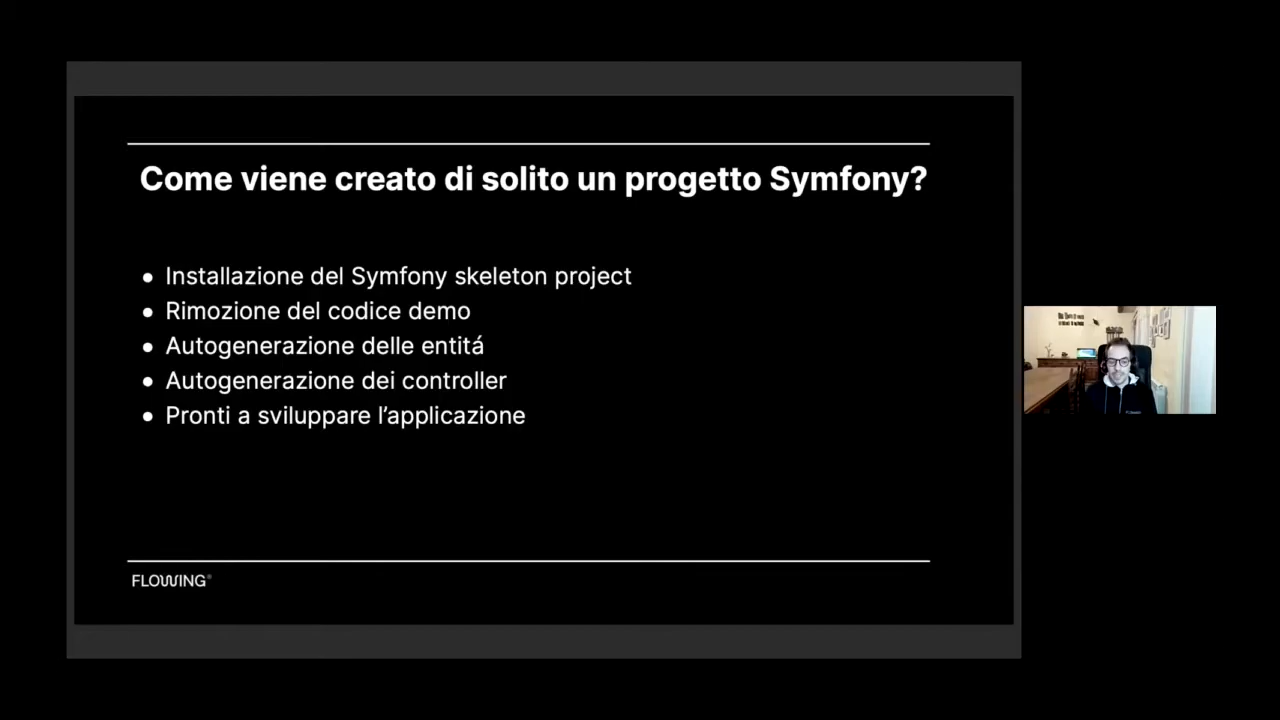 Come viene creato di solito un progetto Symfony?
• Installazione del Symfony skeleton project
• Rimozione del codice demo
• Autogenerazione delle entitá
• Autogenerazione dei controller
• Pronti a sviluppare l’applicazione
FLOWING®